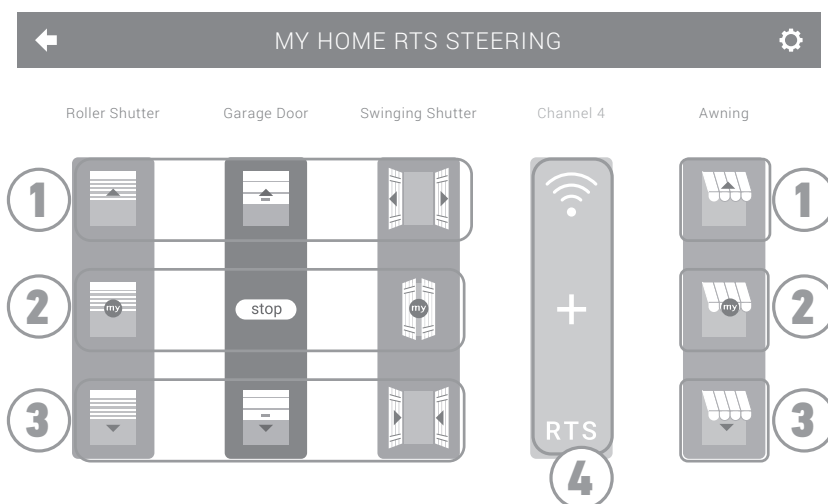 MY HOME RTS STEERING
Roller Shutter Garage Door Swinging Shutter Channel 4 Awning
1 1
2 my stop my my 2
3 RTS 3
4